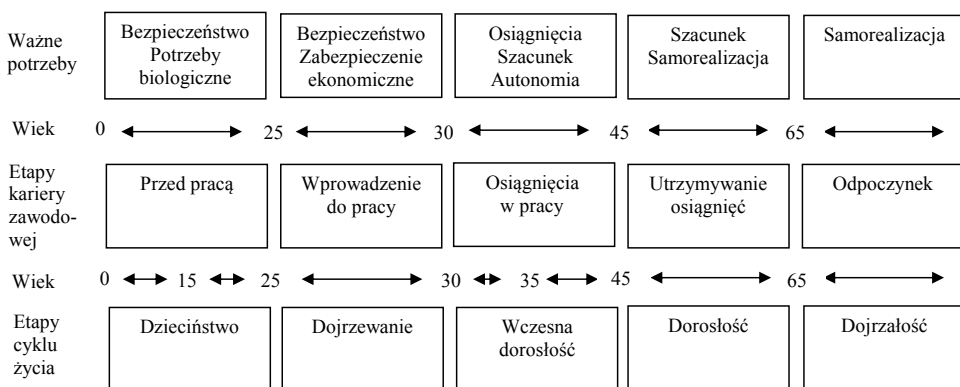 Ważne
potrzeby
Bezpieczeństwo
Potrzeby
biologiczne
Bezpieczeństwo
Zabezpieczenie
ekonomiczne
Osiągnięcia
Szacunek
Autonomia
Szacunek
Samorealizacja
Samorealizacja
Wiek 0 25 30 45 65
Etapy
kariery
zawodo-
wej
Przed pracą
Wprowadzenie
do pracy
Osiągnięcia
w pracy
Utrzymywanie
osiągnięć
Odpoczynek
Wiek 0 15 25 30 35 45 65
Etapy
cyklu
życia
Dzieciństwo
Dojrzewanie
Wczesna
dorosłość
Dorosłość
Dojrzałość